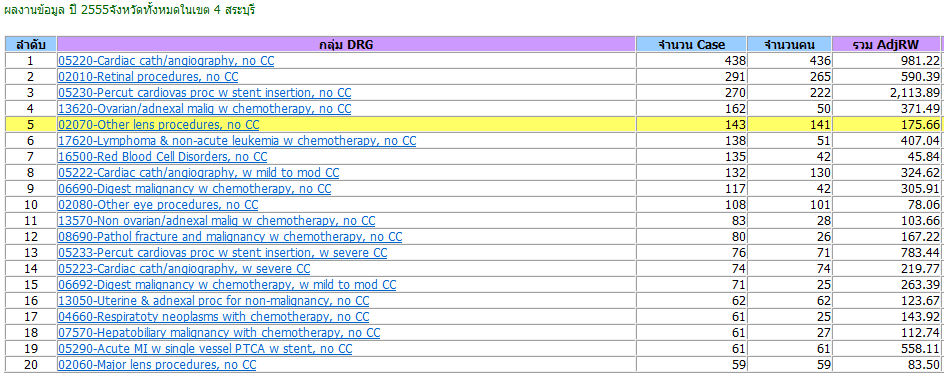 ผลงานข้อมูล ปี 2555จังหวัดทั้งหมดในเขต 4 สระบุรี
ลำดับ กลุ่ม DRG จำนวน Case จำนวนคน รวม AdjRW
1 05220-Cardiac cath/angiography, no CC 438 436 981.22
2 02010-Retinal procedures, no CC 291 265 590.39
3 05230-Percut cardiovas proc w stent insertion, no CC 270 222 2,113.89
4 13620-Ovarian/adnexal malig w chemotherapy, no CC 162 50 371.49
5 02070-Other lens procedures, no CC 143 141 175.66
6 17620-Lymphoma & non-acute leukemia w chemotherapy, no CC 138 51 407.04
7 16500-Red Blood Cell Disorders, no CC 135 42 45.84
8 05222-Cardiac cath/angiography, w mild to mod CC 132 130 324.62
9 06690-Digest malignancy w chemotherapy, no CC 117 42 305.91
10 02080-Other eye procedures, no CC 108 101 78.06
11 13570-Non ovarian/adnexal malig w chemotherapy, no CC 83 28 103.66
12 08690-Pathol fracture and malignancy w chemotherapy, no CC 80 26 167.22
13 05233-Percut cardiovas proc w stent insertion, w severe CC 76 71 783.44
14 05223-Cardiac cath/angiography, w severe CC 74 74 219.77
15 06692-Digest malignancy w chemotherapy, w mild to mod CC 71 25 263.39
16 13050-Uterine & adnexal proc for non-malignancy, no CC 62 62 123.67
17 04660-Respiratoty neoplasms with chemotherapy, no CC 61 25 143.92
18 07570-Hepatobiliary malignancy with chemotherapy, no CC 61 27 112.74
19 05290-Acute MI w single vessel PTCA w stent, no CC 61 61 558.11
20 02060-Major lens procedures, no CC 59 59 83.50